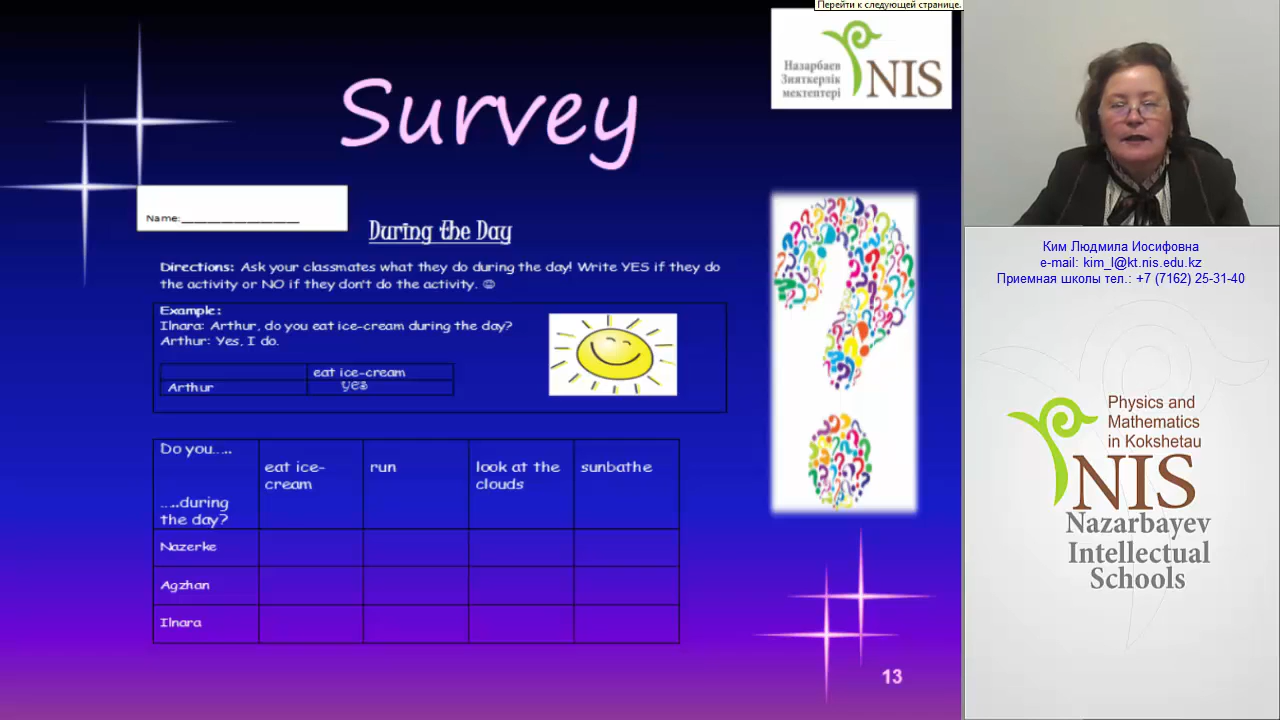 Перейти к следующей странице.
Назарбаев
Зияткерлік
мектептері
NIS
Survey
Name:____________________
During the Day
Directions: Ask your classmates what they do during the day! Write YES if they do
the activity or NO if they don't do the activity. ☺
Example:
Ilnara: Arthur, do you eat ice-cream during the day?
Arthur: Yes, I do.
eat ice-cream
Arthur yes
Do you.....
.....during
the day?
eat ice-
cream
run
look at the
clouds
sunbathe
Nazerke
Agzhan
Ilnara
13
Ким Людмила Иосифовна
e-mail: kim_l@kt.nis.edu.kz
Приемная школы тел.: +7 (7162) 25-31-40
Physics and
Mathematics
in Kokshetau
NIS
Nazarbayev
Intellectual
Schools